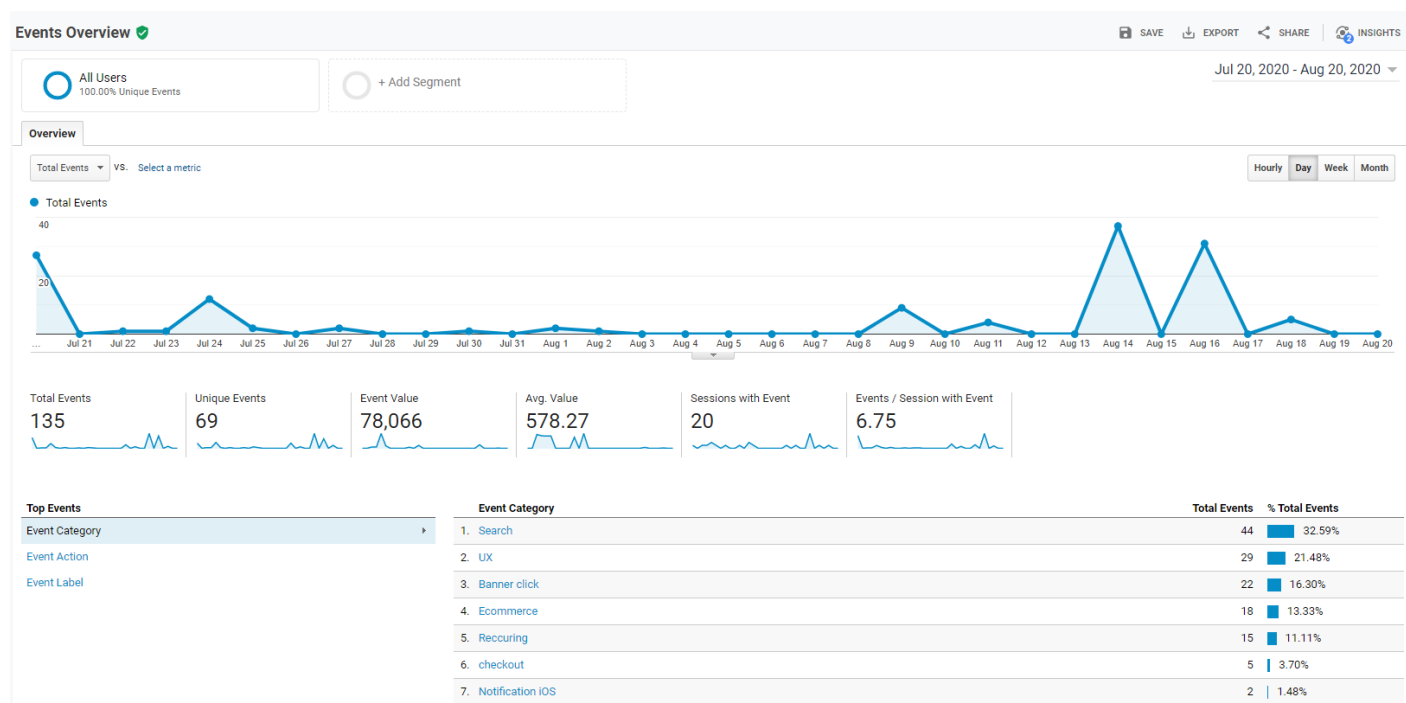 Events Overview
SAVE EXPORT SHARE 2 INSIGHTS
All Users
100.00% Unique Events
+ Add Segment
Jul 20, 2020 - Aug 20, 2020
Overview
Total Events VS. Select a metric
Hourly Day Week Month
Total Events
40
20
... Jul 21 Jul 22 Jul 23 Jul 24 Jul 25 Jul 26 Jul 27 Jul 28 Jul 29 Jul 30 Jul 31 Aug 1 Aug 2 Aug 3 Aug 4 Aug 5 Aug 6 Aug 7 Aug 8 Aug 9 Aug 10 Aug 11 Aug 12 Aug 13 Aug 14 Aug 15 Aug 16 Aug 17 Aug 18 Aug 19 Aug 20
Total Events Unique Events Event Value Avg. Value Sessions with Event Events / Session with Event
135 69 78,066 578.27 20 6.75
Top Events
Event Category
Event Action
Event Label
Event Category Total Events % Total Events
1. Search 44 32.59%
2. UX 29 21.48%
3. Banner click 22 16.30%
4. Ecommerce 18 13.33%
5. Reccuring 15 11.11%
6. checkout 5 3.70%
7. Notification iOS 2 1.48%